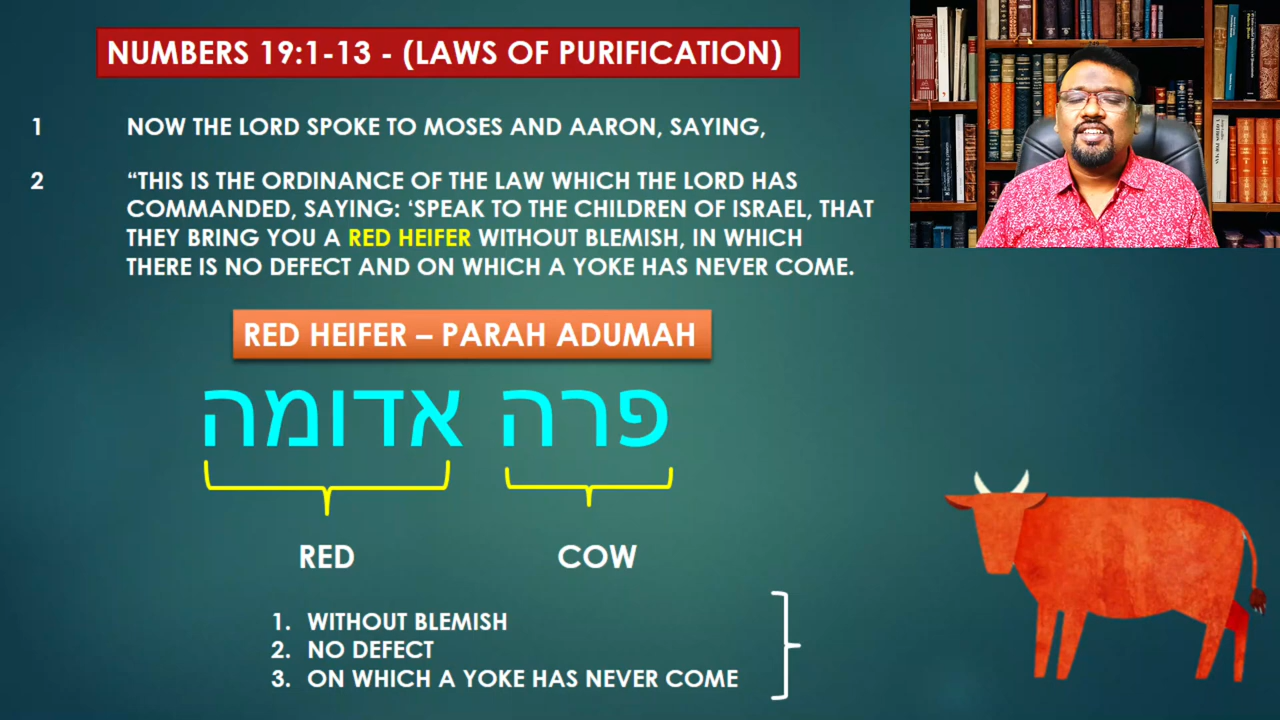 NUMBERS 19:1-13 - (LAWS OF PURIFICATION)
1 NOW THE LORD SPOKE TO MOSES AND AARON, SAYING,
2 “THIS IS THE ORDINANCE OF THE LAW WHICH THE LORD HAS
COMMANDED, SAYING: ‘SPEAK TO THE CHILDREN OF ISRAEL, THAT
THEY BRING YOU A RED HEIFER WITHOUT BLEMISH, IN WHICH
THERE IS NO DEFECT AND ON WHICH A YOKE HAS NEVER COME.
RED HEIFER – PARAH ADUMAH
פרה אדומה
RED COW
1. WITHOUT BLEMISH
2. NO DEFECT
3. ON WHICH A YOKE HAS NEVER COME